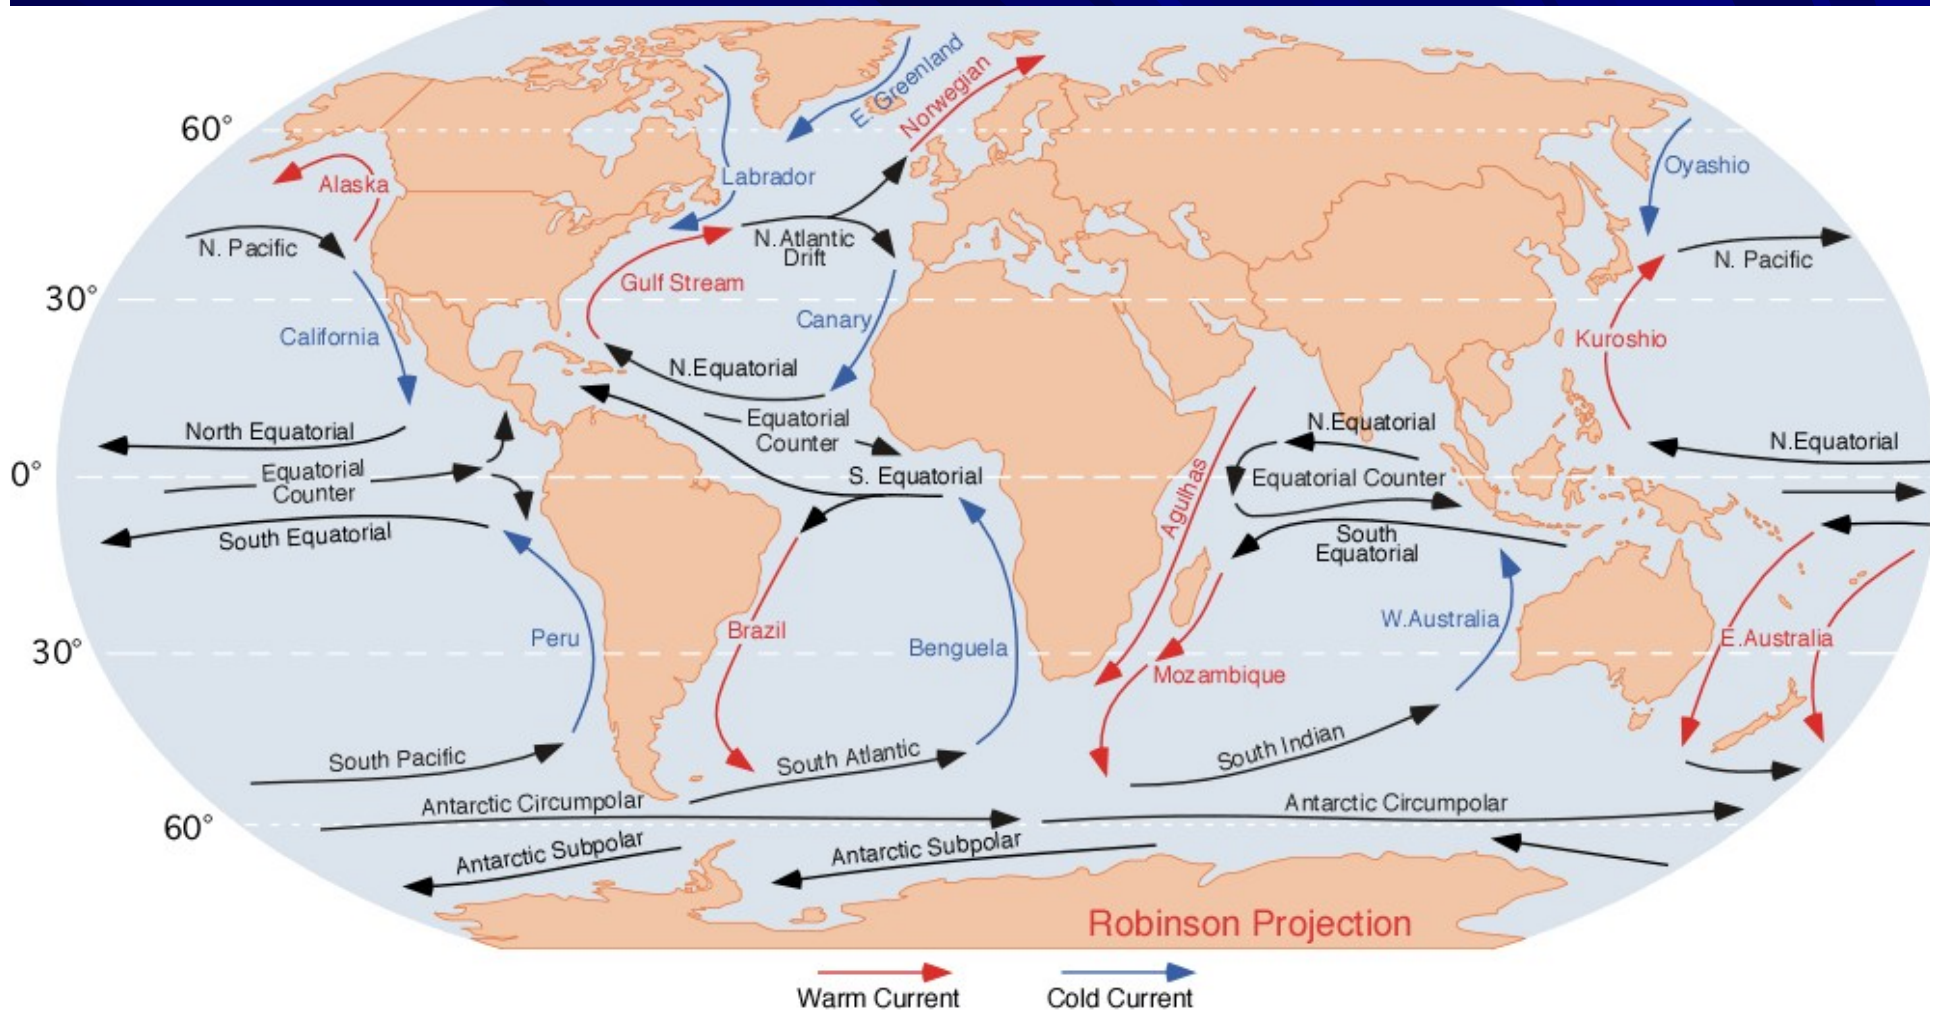 E. Greenland
Norwegian
60°
Alaska
Labrador
Oyashio
N. Pacific
N.Atlantic
Drift
N. Pacific
Gulf Stream
30°
California
Canary
Kuroshio
N.Equatorial
North Equatorial
Equatorial
Counter
N.Equatorial
N.Equatorial
0°
Equatorial
Counter
S. Equatorial
Equatorial Counter
Agulhas
South Equatorial
South
Equatorial
Peru
Brazil
Benguela
W.Australia
E.Australia
30°
Mozambique
South Pacific
South Atlantic
South Indian
Antarctic Circumpolar
Antarctic Circumpolar
60°
Antarctic Subpolar
Antarctic Subpolar
Robinson Projection
Warm Current
Cold Current